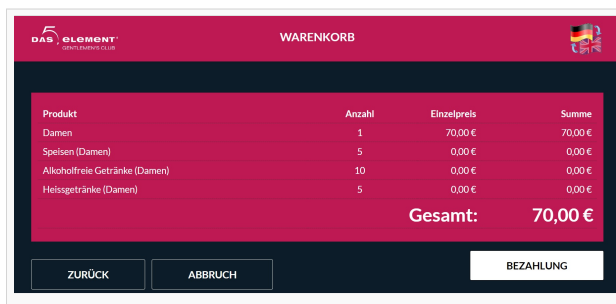 DAS 5 ELEMENT
GENTLEMEN'S CLUB
WARENKORB
Produkt Anzahl Einzelpreis Summe
Damen 1 70,00 € 70,00 €
Speisen (Damen) 5 0,00 € 0,00 €
Alkoholfreie Getränke (Damen) 10 0,00 € 0,00 €
Heissgetränke (Damen) 5 0,00 € 0,00 €
Gesamt: 70,00 €
ZURÜCK ABBRUCH BEZAHLUNG